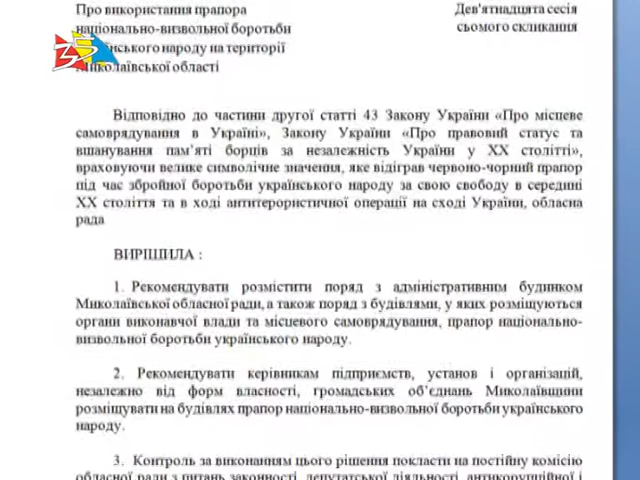 Про використання прапора
національно-визвольної боротьби
нського народу на території
Миколаївської області
Дев'ятнадцята сесія
сьомого скликання
Відповідно до частини другої статті 43 Закону України «Про місцеве
самоврядування в Україні», Закону України «Про правовий статус та
вшанування пам'яті борців за незалежність України у XX столітті»,
враховуючи велике символічне значення, яке відіграв червоно-чорний прапор
під час збройної боротьби українського народу за свою свободу в середині
XX століття та в ході антитерористичної операції на сході України, обласна
рада
ВИРІШИЛА :
1. Рекомендувати розмістити поряд з адміністративним будинком
Миколаївської обласної ради, а також поряд з будівлями, у яких розміщуються
органи виконавчої влади та місцевого самоврядування, прапор національно-
визвольної боротьби українського народу.
2. Рекомендувати керівникам підприємств, установ і організацій,
незалежно від форм власності, громадських об'єднань Миколаївщини
розміщувати на будівлях прапор національно-визвольної боротьби українського
народу.
3. Контроль за виконанням цього рішення покласти на постійну комісію
обласної ради з питань законності, депутатської діяльності, антикорупційної і